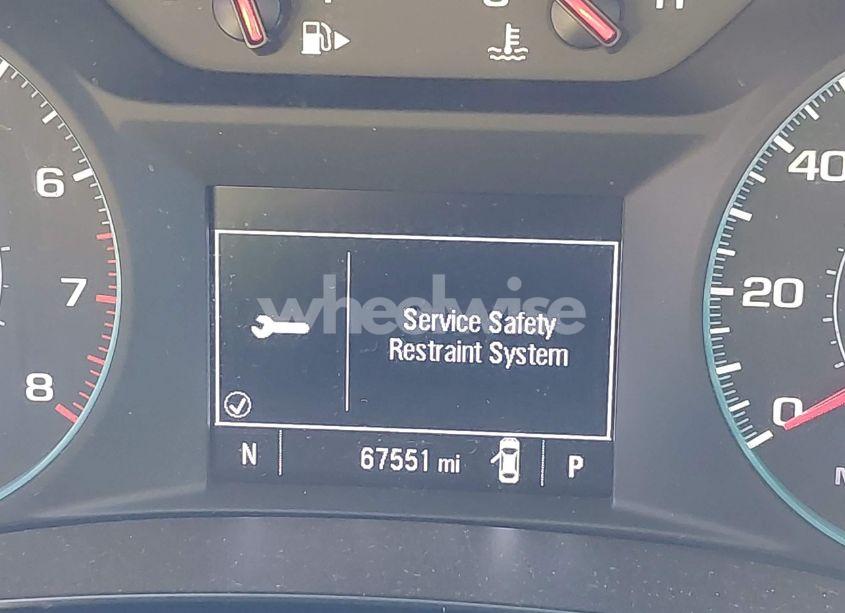 H
6
7
8
40
20
0
wheelwise
Service Safety
Restraint System
N
67551 mi
P
M